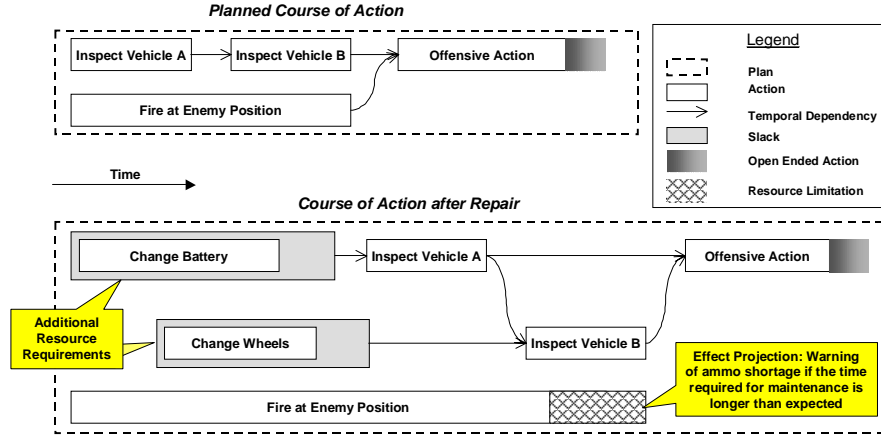 Planned Course of Action
Inspect Vehicle A
Inspect Vehicle B
Offensive Action
Fire at Enemy Position
Legend
Plan
Action
Temporal Dependency
Slack
Open Ended Action
Resource Limitation
Time
Course of Action after Repair
Change Battery
Inspect Vehicle A
Offensive Action
Additional
Resource
Requirements
Change Wheels
Inspect Vehicle B
Effect Projection: Warning
of ammo shortage if the time
required for maintenance is
longer than expected
Fire at Enemy Position